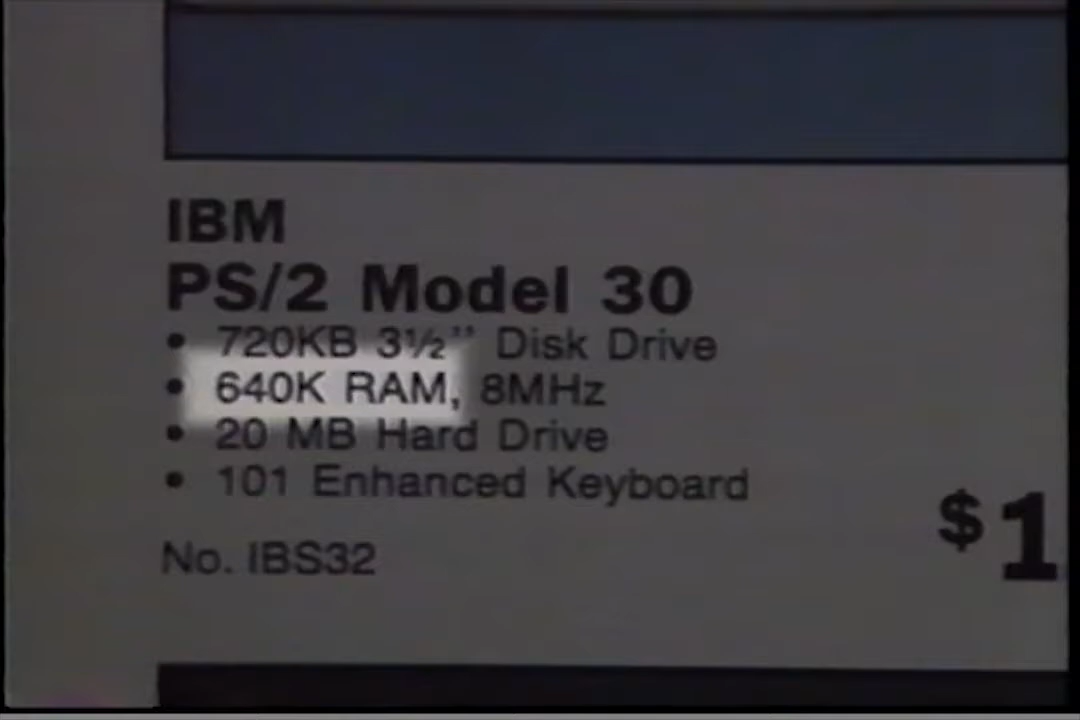 IBM
PS/2 Model 30
• 720KB 3½" Disk Drive
• 640K RAM, 8MHz
• 20 MB Hard Drive
• 101 Enhanced Keyboard
No. IBS32
$1